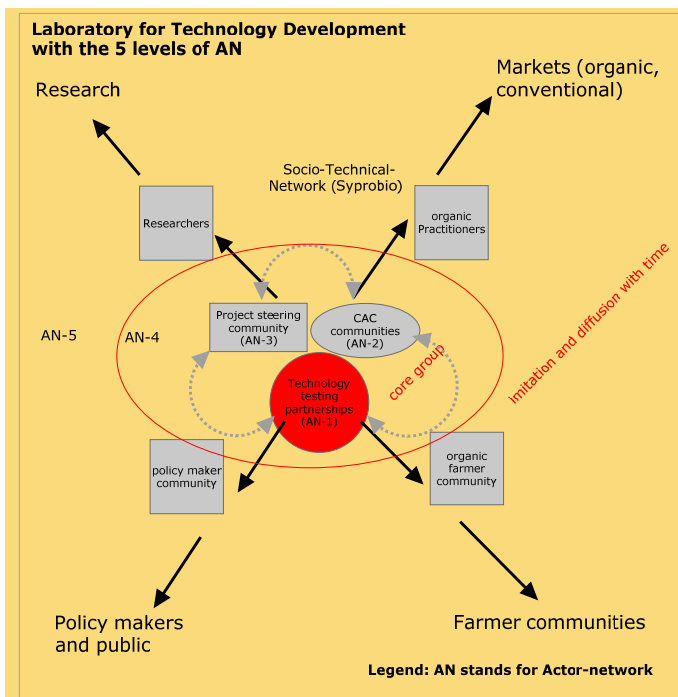 Laboratory for Technology Development
with the 5 levels of AN
Research
Markets (organic,
conventional)
Socio-Technical-
Network (Syprobio)
Researchers
organic
Practitioners
imitation and diffusion with time
AN-5
AN-4
Project steering
community
(AN-3)
CAC
communities
(AN-2)
core group
Technology
testing
partnerships
(AN-1)
policy maker
community
organic
farmer
community
Policy makers
and public
Farmer communities
Legend: AN stands for Actor-network